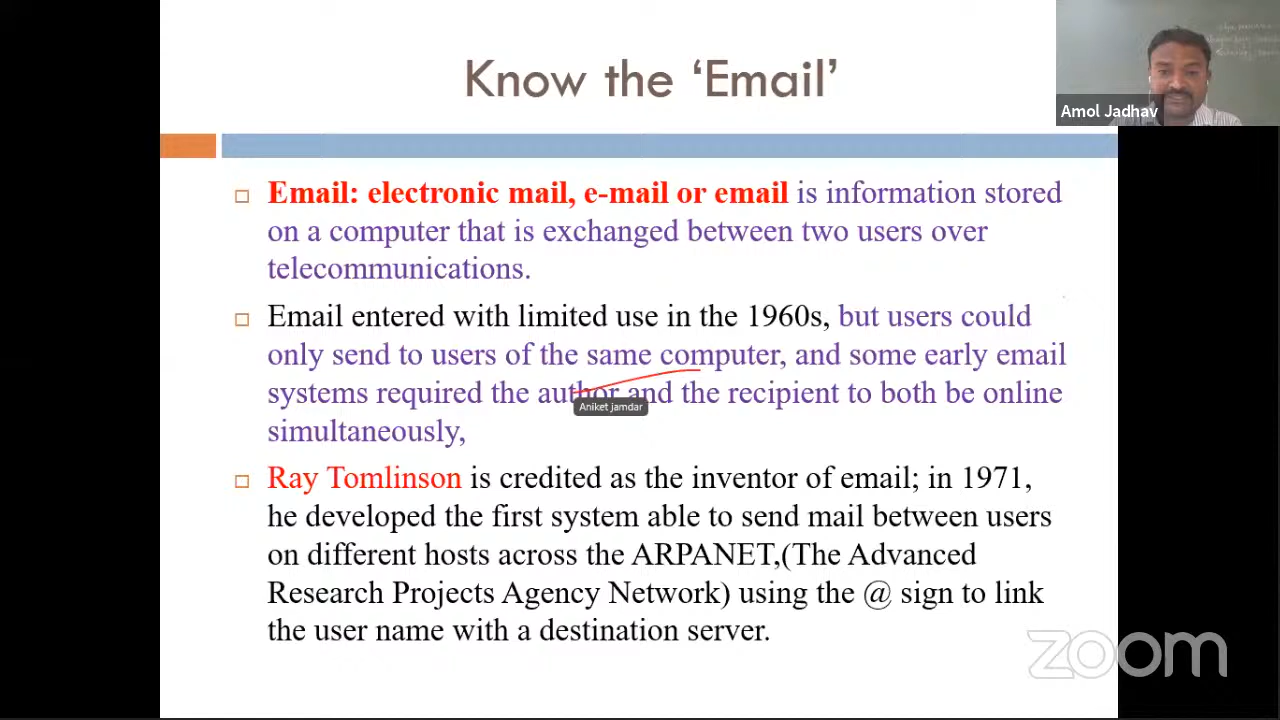 Know the ‘Email’
Amol Jadhav
Email: electronic mail, e-mail or email is information stored
on a computer that is exchanged between two users over
telecommunications.
Email entered with limited use in the 1960s, but users could
only send to users of the same computer, and some early email
systems required the author and the recipient to both be online
Aniket jamdar
simultaneously,
Ray Tomlinson is credited as the inventor of email; in 1971,
he developed the first system able to send mail between users
on different hosts across the ARPANET,(The Advanced
Research Projects Agency Network) using the @ sign to link
the user name with a destination server.
zoom